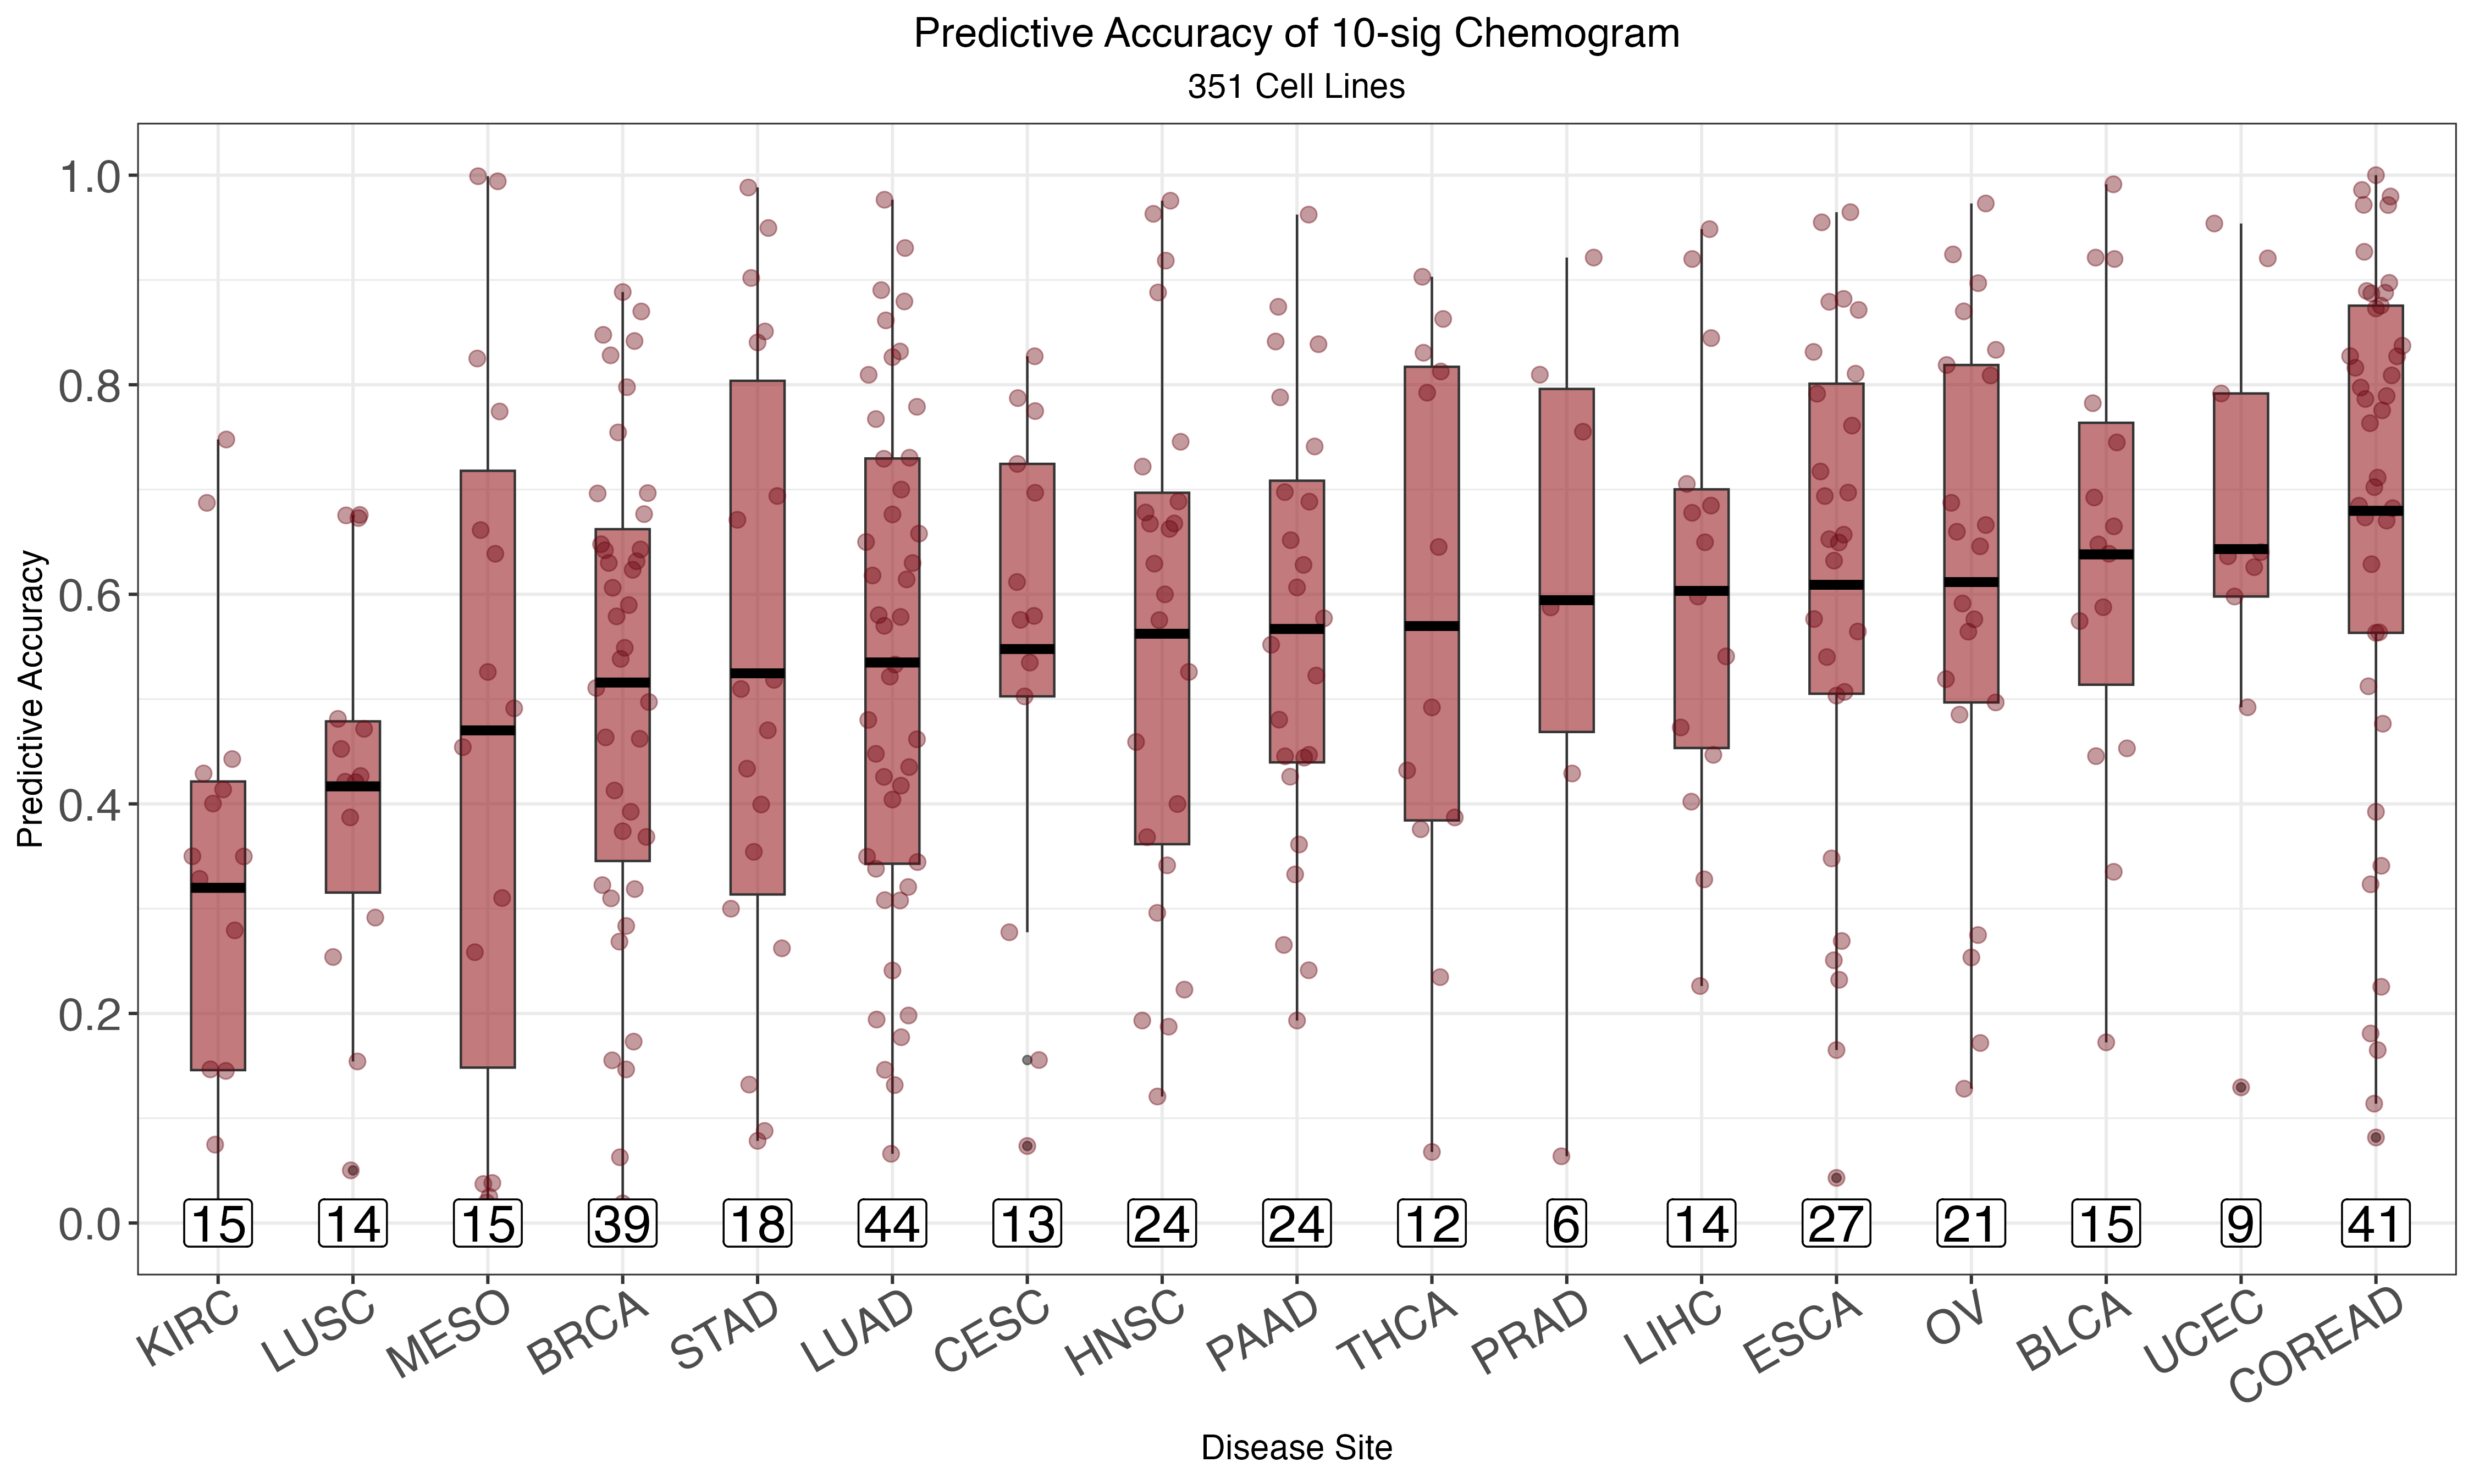 Predictive Accuracy of 10-sig Chemogram
351 Cell Lines
Predictive Accuracy
1.0
0.8
0.6
0.4
0.2
0.0
15 14 15 39 18 44 13 24 24 12 6 14 27 21 15 9 41
KIRC LUSC MESO BRCA STAD LUAD CESC HNSC PAAD THCA PRAD LIHC ESCA OV BLCA UCEC COREAD
Disease Site